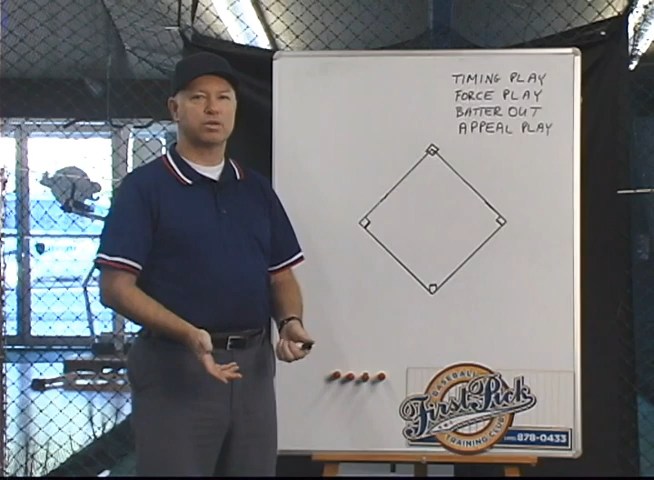 TIMING PLAY
FORCE PLAY
BATTER OUT
APPEAL PLAY
BASEBALL
First Pick
TRAINING CLUB
878-0433